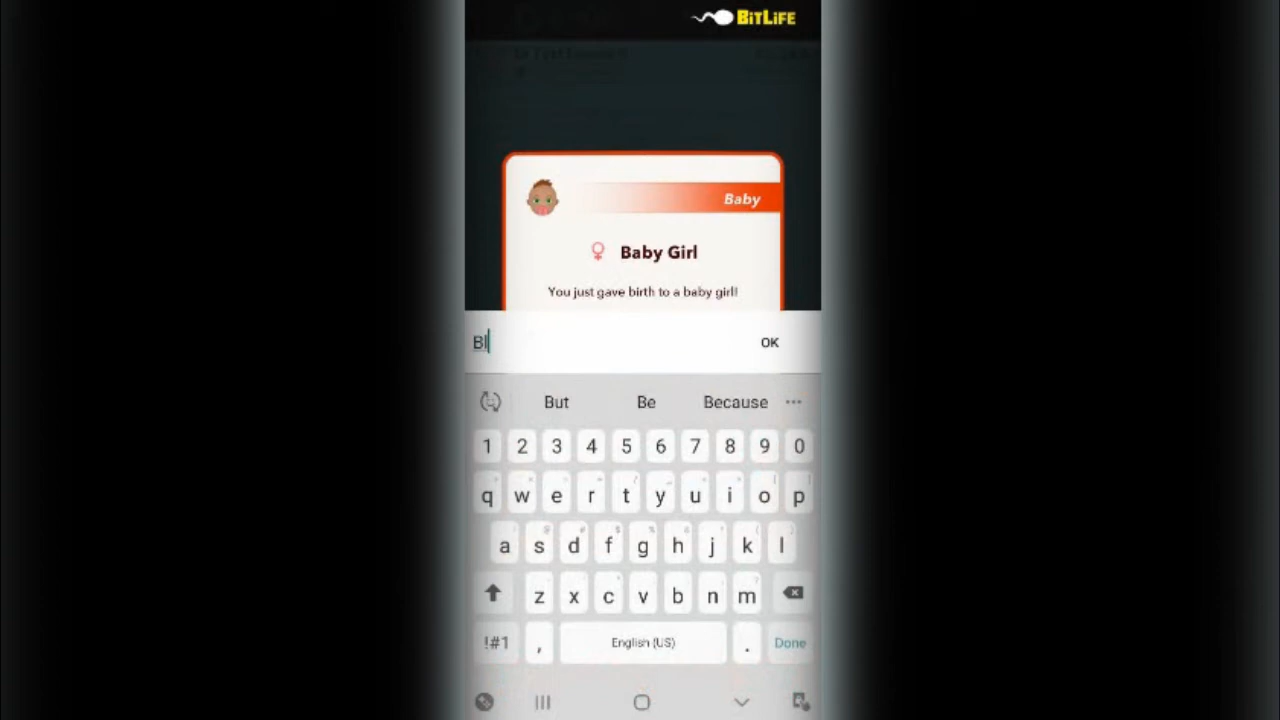 BITLIFE
Baby
Baby Girl
You just gave birth to a baby girl!
Bl
OK
But Be Because
1 2 3 4 5 6 7 8 9 0
q w e r t y u i o p
a s d f g h j k l
z x c v b n m
!#1 , English (US) . Done